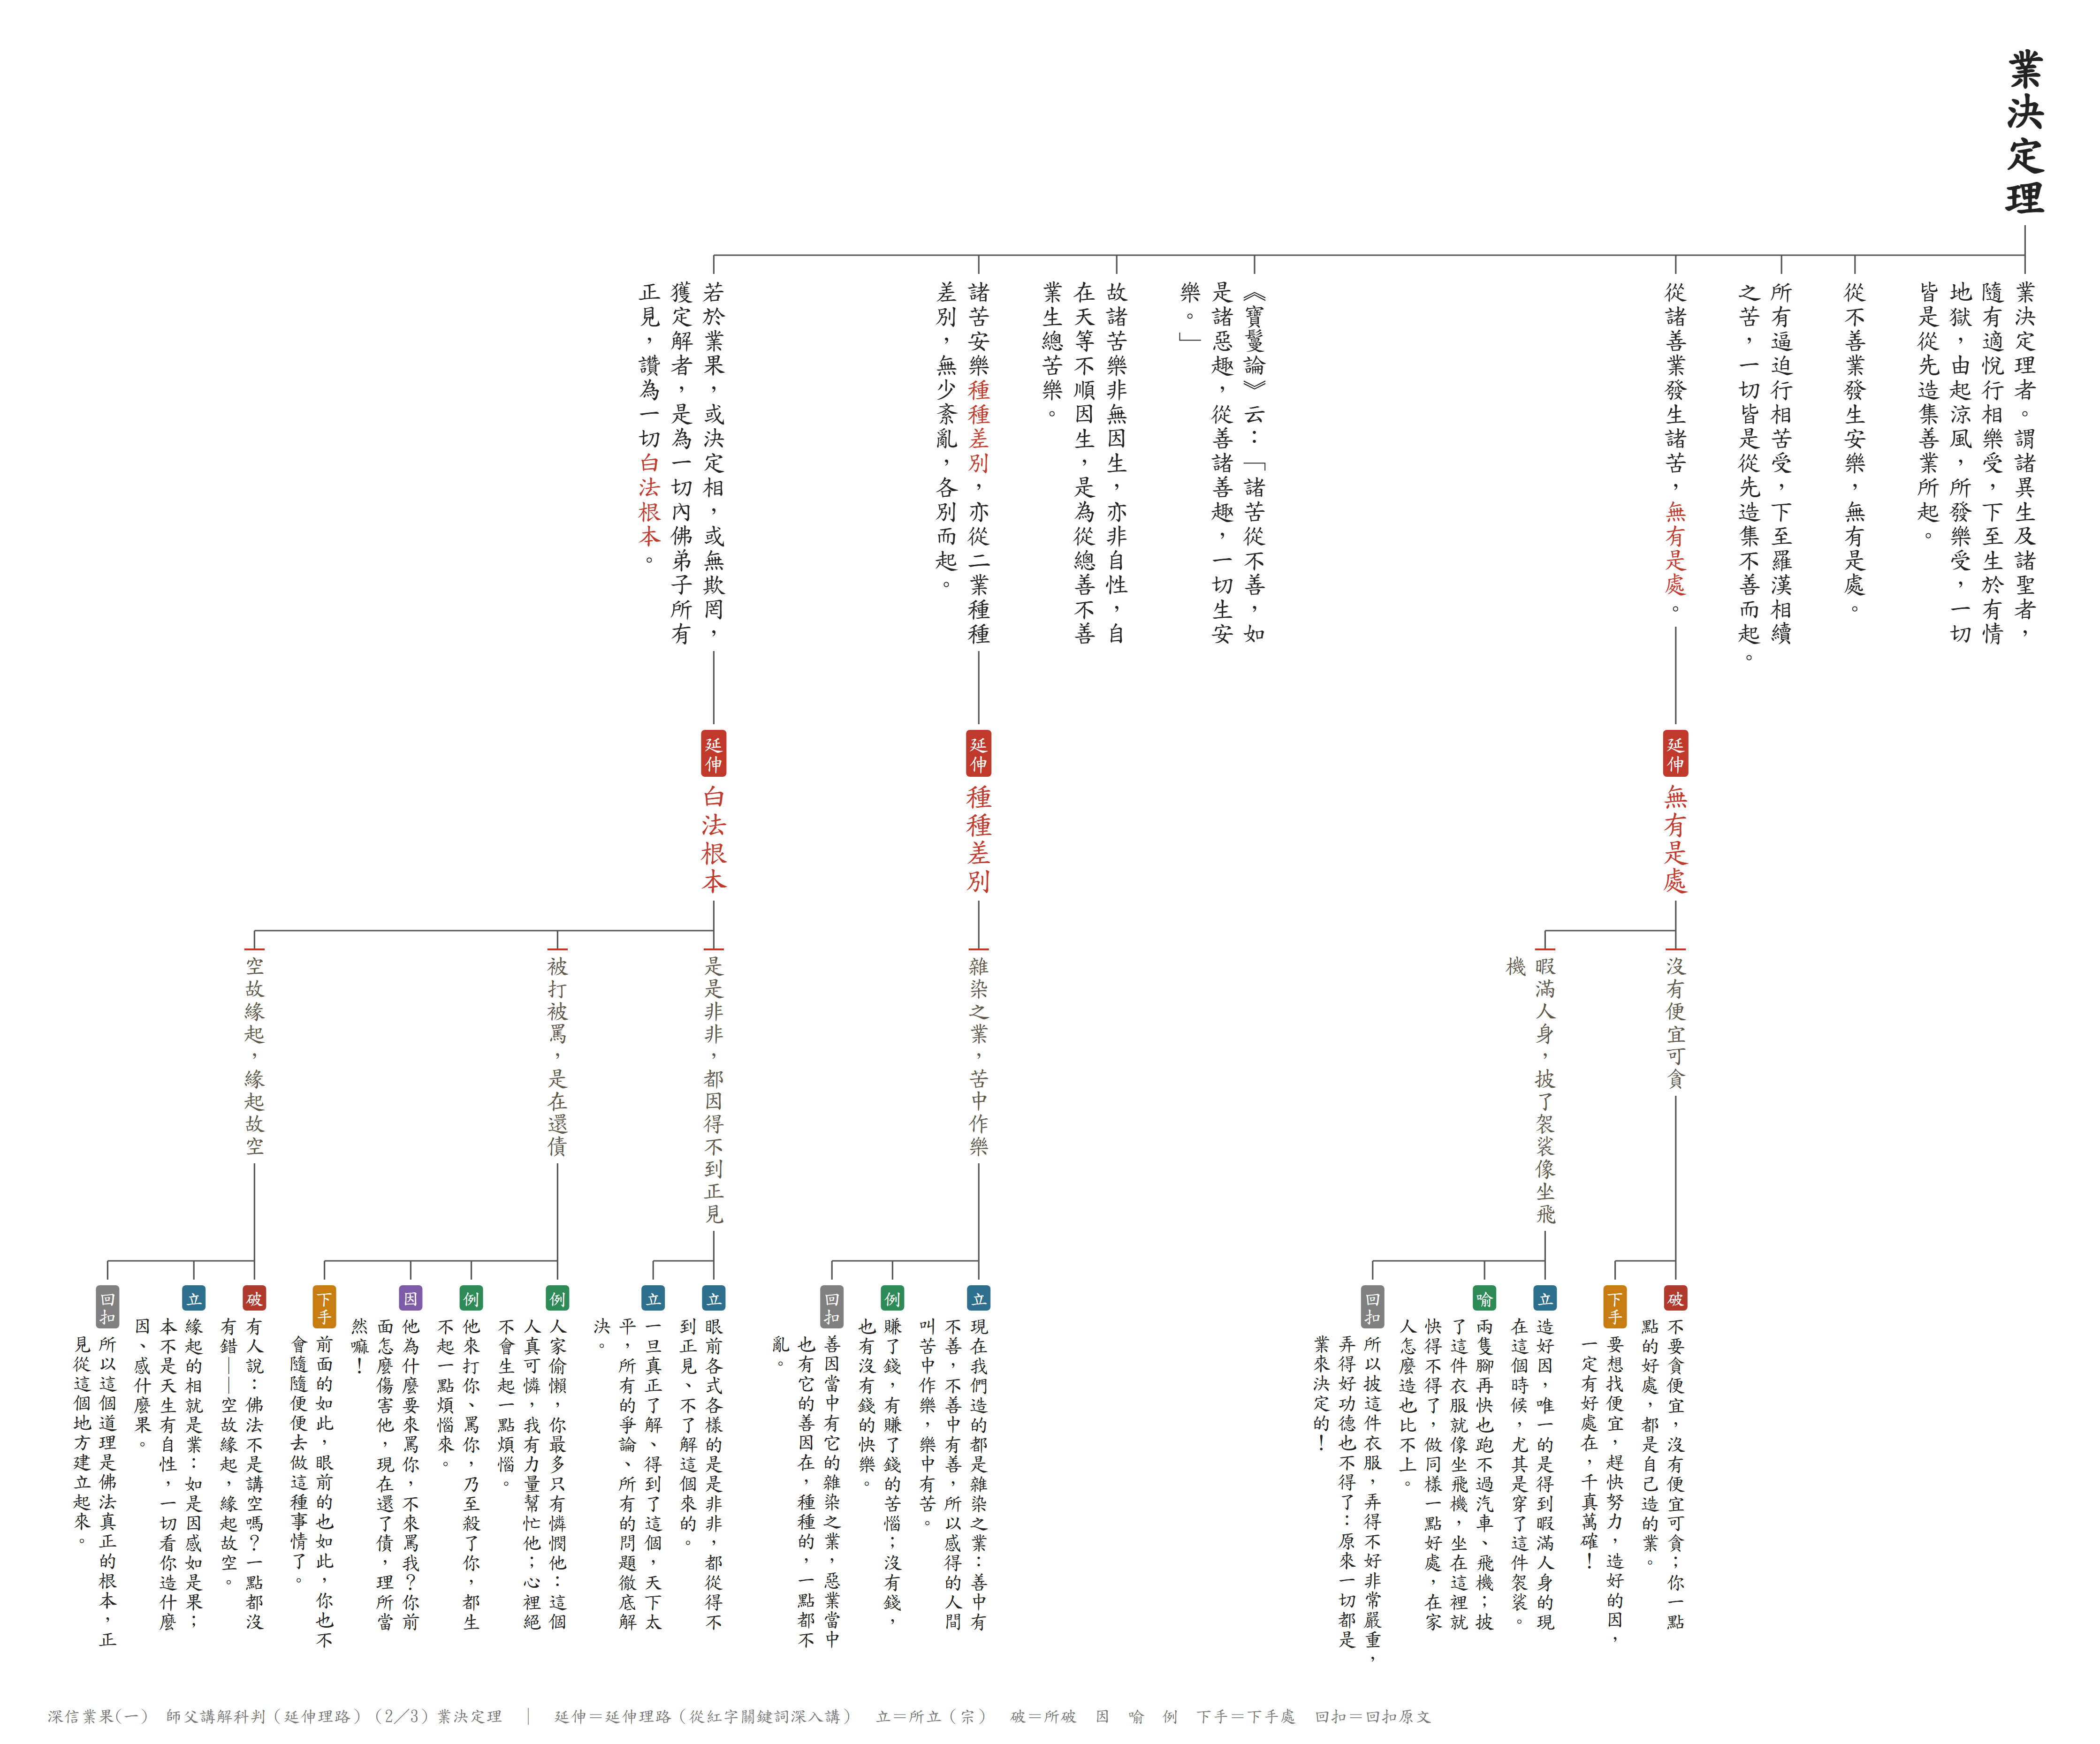 業決定理
業決定理者。謂諸異生及諸聖者，
隨有適悅行相樂受，下至生於有情
地獄，由起涼風，所發樂受，一切
皆是從先造集善業所起。
從不善業發生安樂，無有是處。
所有逼迫行相苦受，下至羅漢相續
之苦，一切皆是從先造集不善而起。
從諸善業發生諸苦，無有是處。
《寶鬘論》云：「諸苦從不善，如
是諸惡趣，從善諸善趣，一切生安
樂。」
故諸苦樂非無因生，亦非自性，自
在天等不順因生，是為從總善不善
業生總苦樂。
諸苦安樂種種差別，亦從二業種種
差別，無少紊亂，各別而起。
若於業果，或決定相，或無欺罔，
獲定解者，是為一切內佛弟子所有
正見，讚為一切白法根本。
延伸
無有是處
沒有便宜可貪
破
不要貪便宜，沒有便宜可貪；你一點
點的好處，都是自己造的業。
下手
要想找便宜，趕快努力，造好的因，
一定有好處在，千真萬確！
暇滿人身，披了袈裟像坐飛
機
立
造好因，唯一的是得到暇滿人身的現
在這個時候，尤其是穿了這件袈裟。
喻
兩隻腳再快也跑不過汽車、飛機；披
了這件衣服就像坐飛機，坐在這裡就
快得不得了，做同樣一點好處，在家
人怎麼造也比不上。
回扣
所以披這件衣服，弄得不好非常嚴重，
弄得好功德也不得了：原來一切都是
業來決定的！
延伸
種種差別
雜染之業，苦中作樂
立
現在我們造的都是雜染之業：善中有
不善，不善中有善，所以感得的人間
叫苦中作樂，樂中有苦。
例
賺了錢，有賺了錢的苦惱；沒有錢，
也有沒有錢的快樂。
回扣
善因當中有它的雜染之業，惡業當中
也有它的善因在，種種的，一點都不
亂。
延伸
白法根本
是是非非，都因得不到正見
立
眼前各式各樣的是是非非，都從得不
到正見、不了解這個來的。
立
一旦真正了解、得到了這個，天下太
平，所有的爭論、所有的問題徹底解
決。
被打被罵，是在還債
例
人家偷懶，你最多只有憐憫他：這個
人真可憐，我有力量幫忙他；心裡絕
不會生起一點煩惱。
例
他來打你、罵你，乃至殺了你，都生
不起一點煩惱來。
因
他為什麼要來罵你，不來罵我？你前
面怎麼傷害他，現在還了債，理所當
然嘛！
下手
前面的如此，眼前的也如此，你也不
會隨隨便便去做這種事情了。
空故緣起，緣起故空
破
有人說：佛法不是講空嗎？一點都沒
有錯——空故緣起，緣起故空。
立
緣起的相就是業：如是因感如是果；
本不是天生有自性，一切看你造什麼
因、感什麼果。
回扣
所以這個道理是佛法真正的根本，正
見從這個地方建立起來。
深信業果(一)　師父講解科判（延伸理路）（2／3）業決定理　｜　延伸＝延伸理路（從紅字關鍵詞深入講）　立＝所立（宗）　破＝所破　因　喻　例　下手＝下手處　回扣＝回扣原文